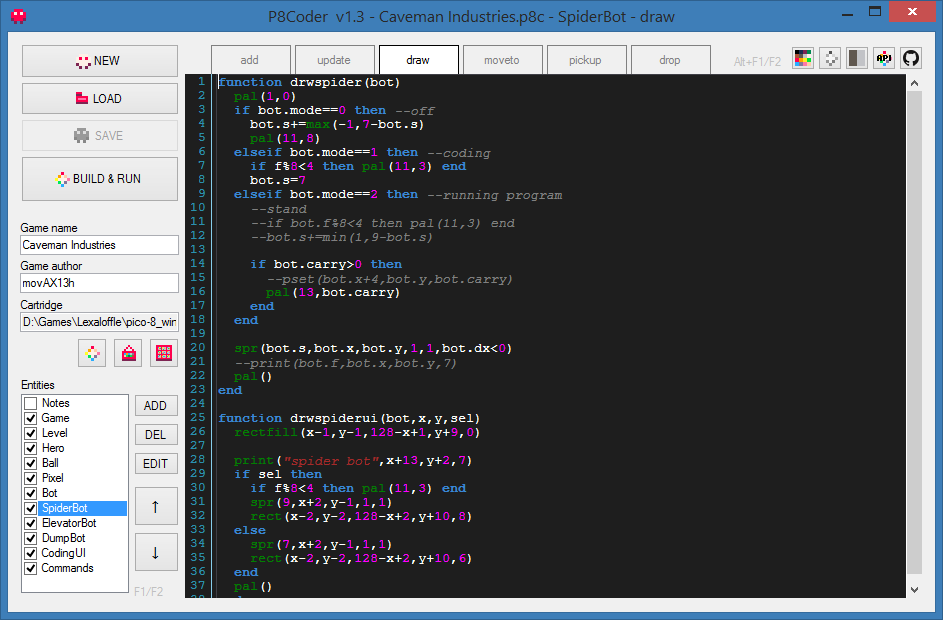 P8Coder v1.3 - Caveman Industries.p8c - SpiderBot - draw
NEW
LOAD
SAVE
BUILD & RUN
Game name
Caveman Industries
Game author
movAX13h
Cartridge
D:\Games\Lexaloffle\pico-8_win
Entities
Notes
Game
Level
Hero
Ball
Pixel
Bot
SpiderBot
ElevatorBot
DumpBot
CodingUI
Commands
ADD
DEL
EDIT
↑
↓
F1/F2
add
update
draw
moveto
pickup
drop
Alt+F1/F2
API
1 function drwspider(bot)
2 pal(1,0)
3 if bot.mode==0 then --off
4 bot.s+=max(-1,7-bot.s)
5 pal(11,8)
6 elseif bot.mode==1 then --coding
7 if f%8<4 then pal(11,3) end
8 bot.s=7
9 elseif bot.mode==2 then --running program
10 --stand
11 --if bot.f%8<4 then pal(11,3) end
12 --bot.s+=min(1,9-bot.s)
13
14 if bot.carry>0 then
15 --pset(bot.x+4,bot.y,bot.carry)
16 pal(13,bot.carry)
17 end
18 end
19
20 spr(bot.s,bot.x,bot.y,1,1,bot.dx<0)
21 --print(bot.f,bot.x,bot.y,7)
22 pal()
23 end
24
25 function drwspiderui(bot,x,y,sel)
26 rectfill(x-1,y-1,128-x+1,y+9,0)
27
28 print("spider bot",x+13,y+2,7)
29 if sel then
30 if f%8<4 then pal(11,3) end
31 spr(9,x+2,y-1,1,1)
32 rect(x-2,y-2,128-x+2,y+10,8)
33 else
34 spr(7,x+2,y-1,1,1)
35 rect(x-2,y-2,128-x+2,y+10,6)
36 end
37 pal()